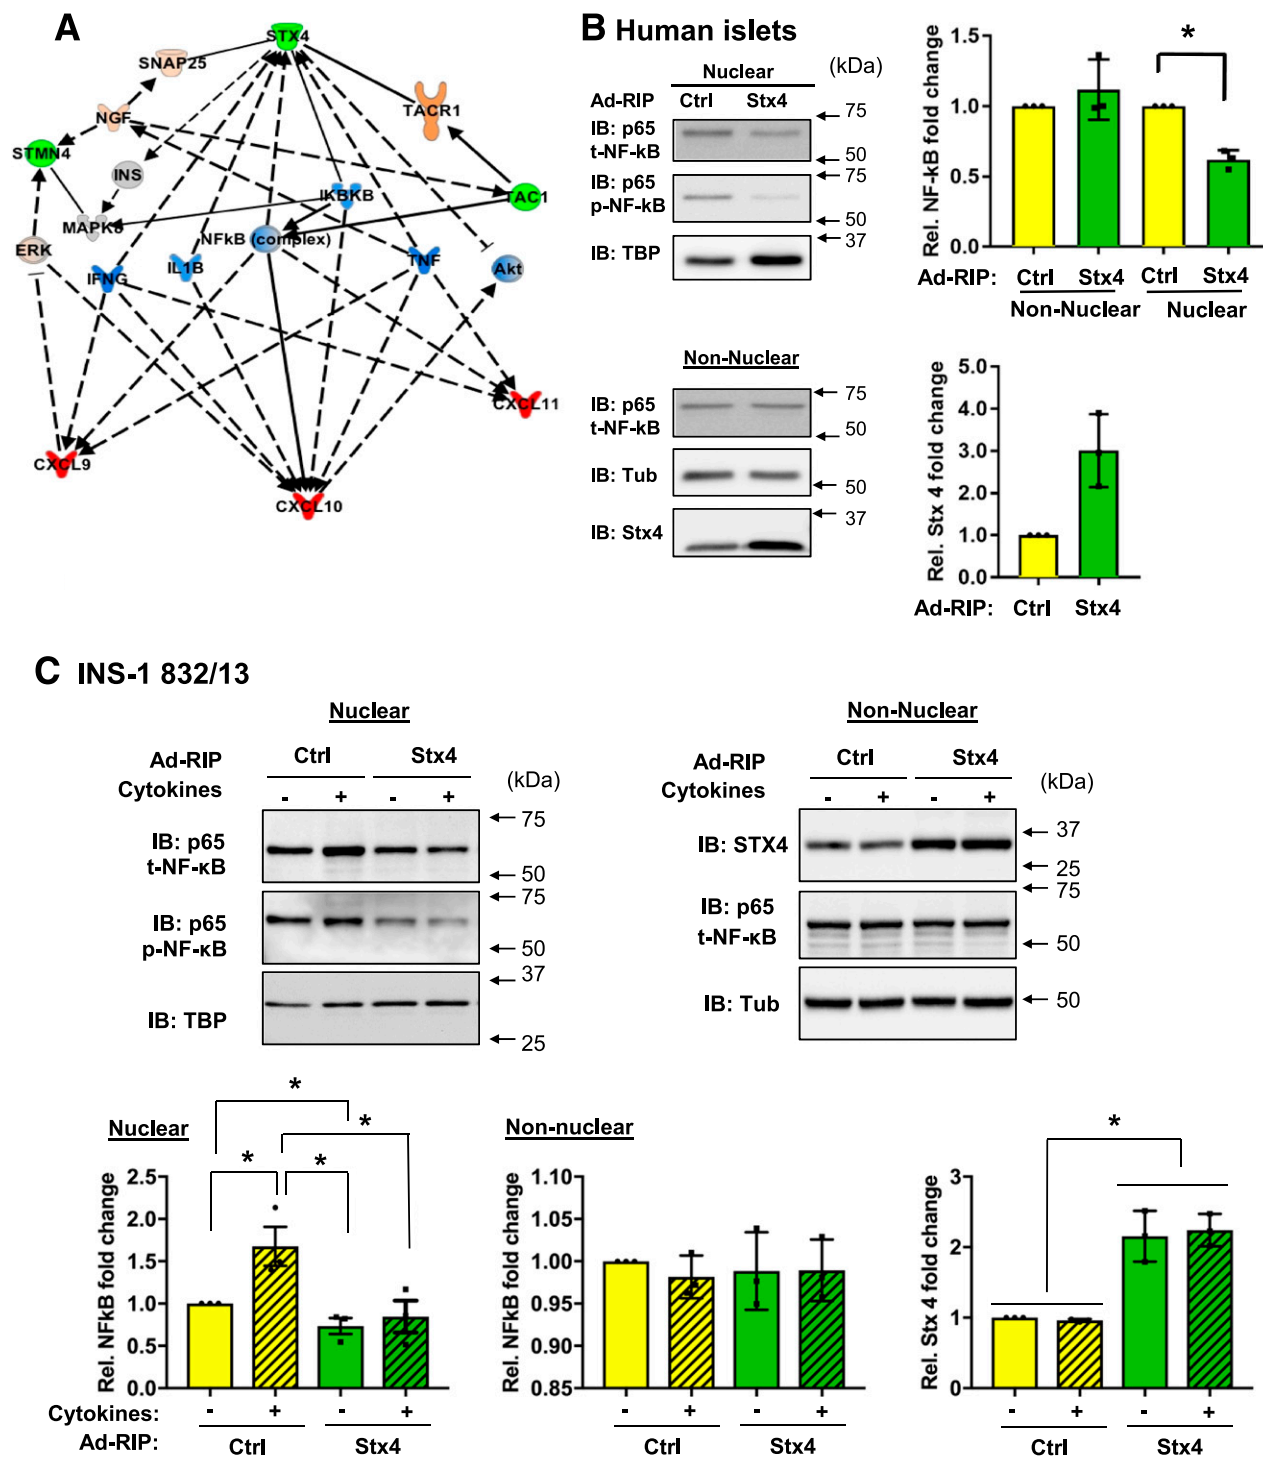 A
STX4
SNAP25
TACR1
NGF
STMN4
INS
IKBKB
TAC1
MAPK8
NFkB (complex)
ERK
IFNG
IL1B
TNF
Akt
CXCL11
CXCL9
CXCL10
B Human islets
Nuclear (kDa)
Ad-RIP Ctrl Stx4
IB: p65
t-NF-kB
75
50
IB: p65
p-NF-kB
75
50
IB: TBP
37
Non-Nuclear
IB: p65
t-NF-kB
75
50
IB: Tub
50
IB: Stx4
37
Rel. NF-kB fold change
1.5
1.0
0.5
0.0
*
Ad-RIP: Ctrl Stx4 Ctrl Stx4
Non-Nuclear Nuclear
Rel. Stx 4 fold change
5.0
4.0
3.0
2.0
1.0
0.0
Ad-RIP: Ctrl Stx4
C INS-1 832/13
Nuclear
Ad-RIP Ctrl Stx4
Cytokines - + - + (kDa)
IB: p65
t-NF-κB
75
50
IB: p65
p-NF-κB
75
50
IB: TBP
37
25
Non-Nuclear
Ad-RIP Ctrl Stx4
Cytokines - + - + (kDa)
IB: STX4
37
25
IB: p65
t-NF-κB
75
50
IB: Tub
50
Nuclear
* * * *
Rel. NFκB fold change
2.5
2.0
1.5
1.0
0.5
0.0
Cytokines: - + - +
Ad-RIP: Ctrl Stx4
Non-nuclear
Rel. NFκB fold change
1.10
1.05
1.00
0.95
0.90
0.85
- + - +
Ctrl Stx4
*
Rel. Stx 4 fold change
3
2
1
0
- + - +
Ctrl Stx4